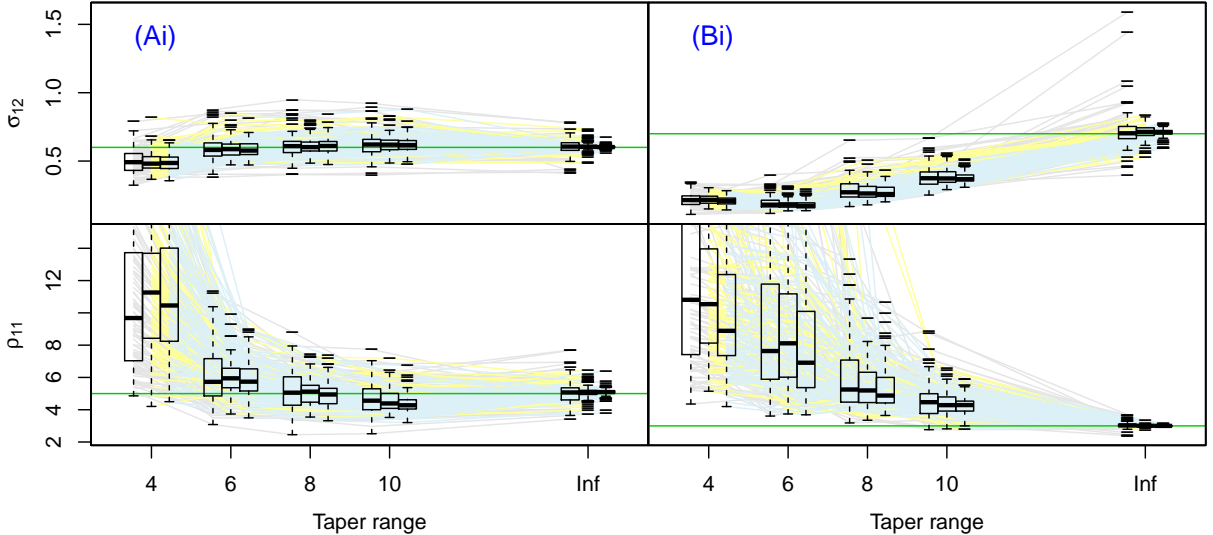 (Ai)
(Bi)
σ12
0.5 1.0 1.5
ρ11
2 4 6 8 12
4 6 8 10 Inf
4 6 8 10 Inf
Taper range
Taper range